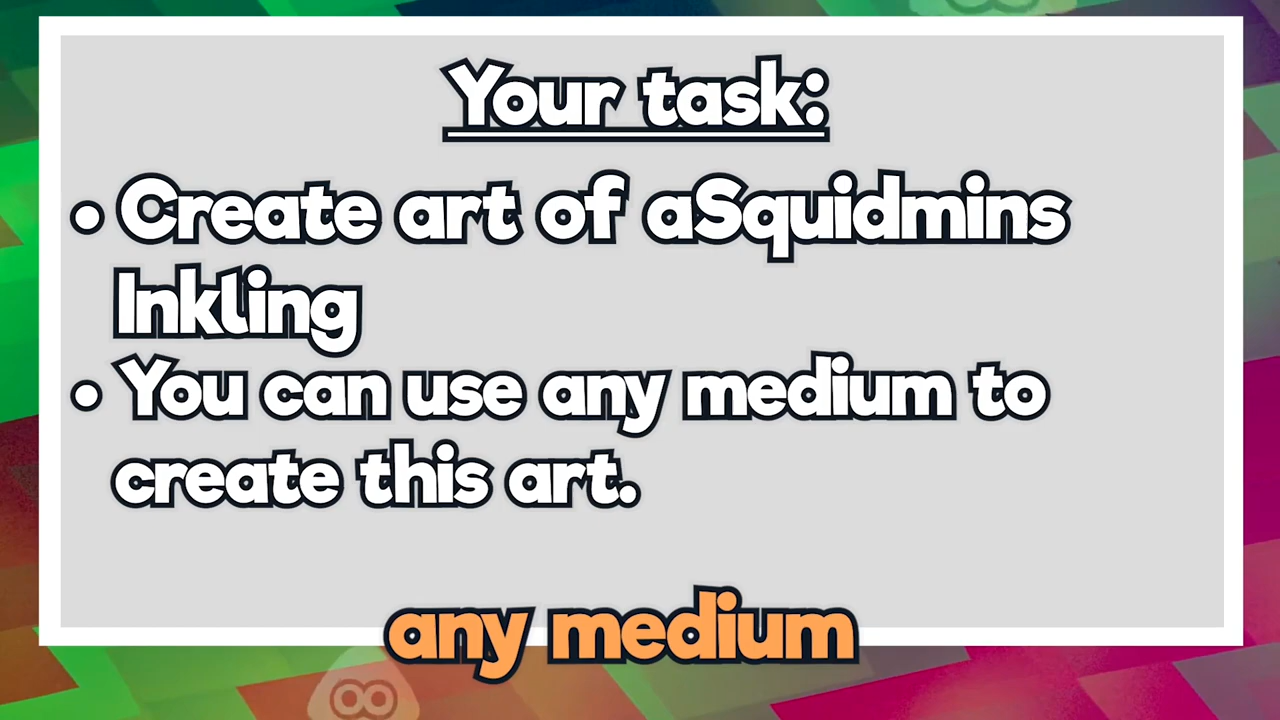 Your task:
• Create art of aSquidmins
Inkling
• You can use any medium to
create this art.
any medium